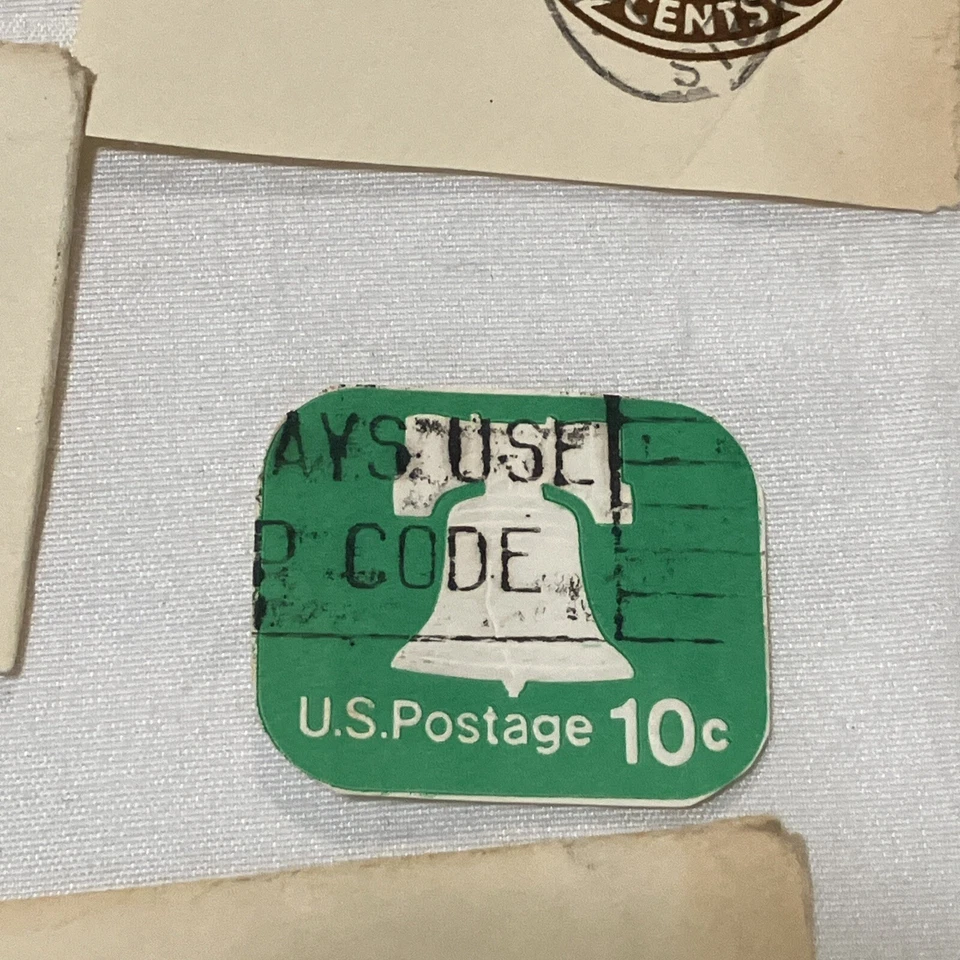 CENTS
AYS USE
P CODE
U.S.Postage 10c